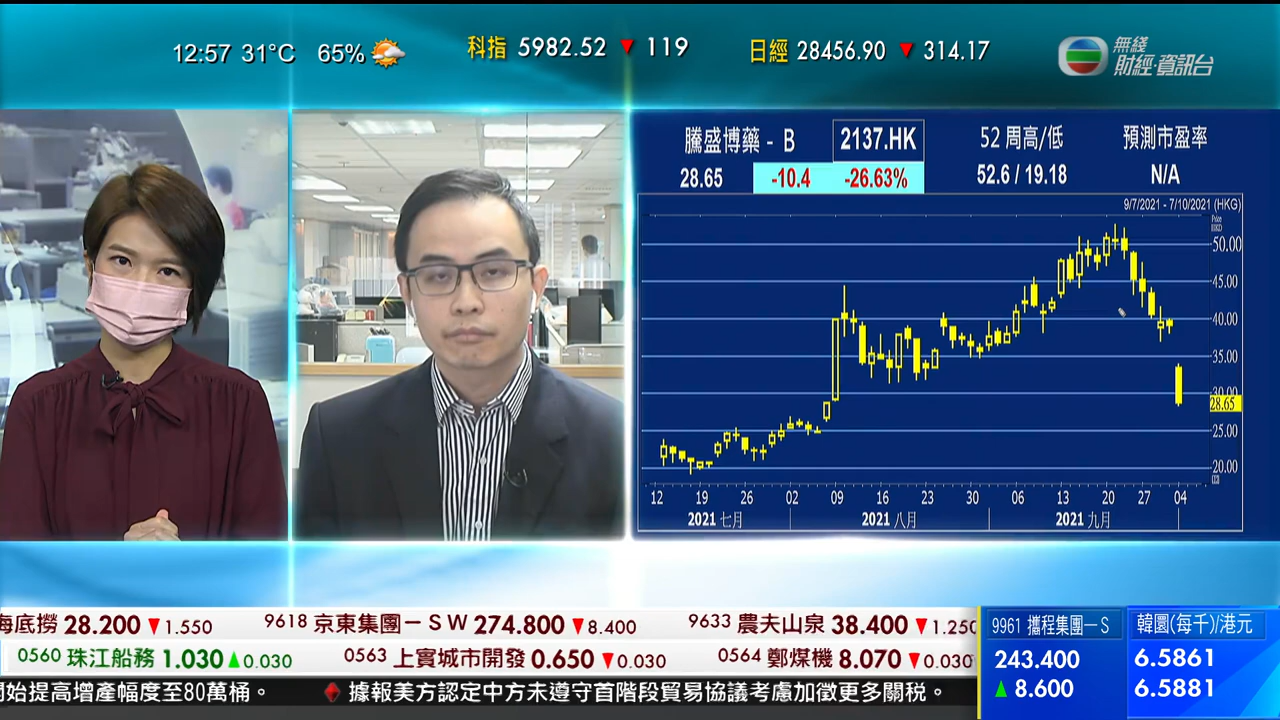 12:57 31°C 65%
科指 5982.52 ▼ 119
日經 28456.90 ▼ 314.17
無綫
財經·資訊台
騰盛博藥 - B 2137.HK 52 周高/低 預測市盈率
28.65 -10.4 -26.63% 52.6 / 19.18 N/A
9/7/2021 - 7/10/2021 (HKG)
Price
HKD
50.00
45.00
40.00
35.00
30.00
28.65
25.00
20.00
12 19 26 02 09 16 23 30 06 13 20 27 04
2021 七月 2021 八月 2021 九月
海底撈 28.200 ▼ 1.550 9618 京東集團－ＳＷ 274.800 ▼ 8.400 9633 農夫山泉 38.400 ▼ 1.250
0560 珠江船務 1.030 ▲ 0.030 0563 上實城市開發 0.650 ▼ 0.030 0564 鄭煤機 8.070 ▼ 0.030
開始提高增產幅度至80萬桶。 據報美方認定中方未遵守首階段貿易協議考慮加徵更多關稅。
9961 攜程集團－Ｓ
243.400
▲ 8.600
韓圜(每千)/港元
6.5861
6.5881